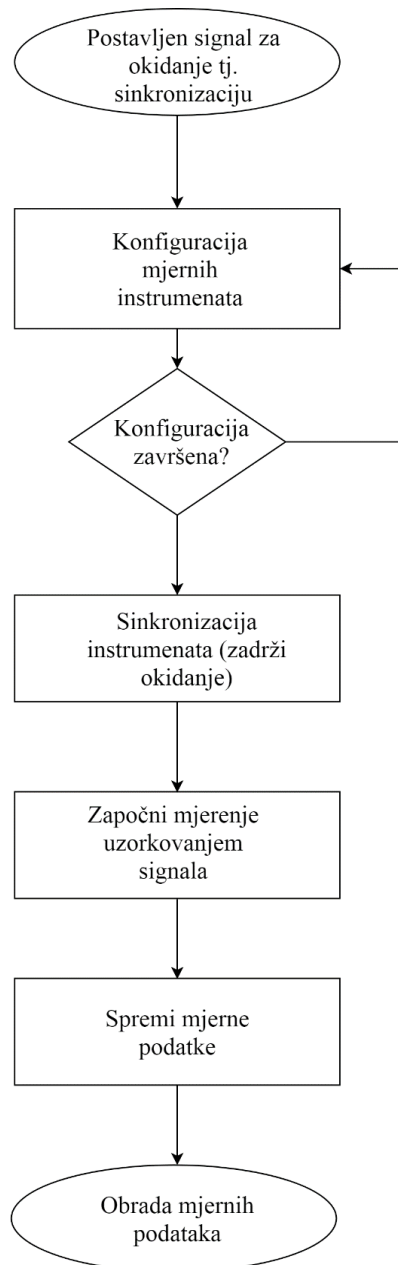 Postavljen signal za
okidanje tj.
sinkronizaciju
Konfiguracija
mjernih
instrumenata
Konfiguracija
završena?
Sinkronizacija
instrumenata (zadrži
okidanje)
Započni mjerenje
uzorkovanjem
signala
Spremi mjerne
podatke
Obrada mjernih
podataka